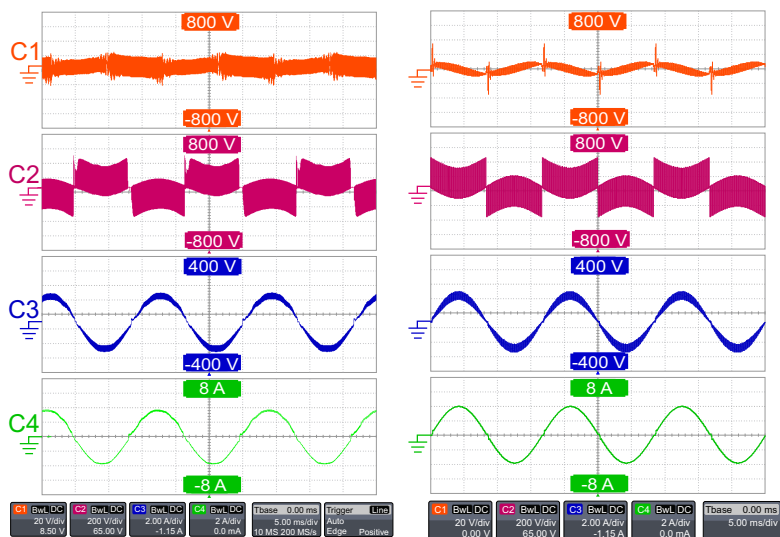 800 V
C1
-800 V
800 V
C2
-800 V
400 V
C3
-400 V
8 A
C4
-8 A
C1 BwL DC
20 V/div
8.50 V
C2 BwL DC
200 V/div
65.00 V
C3 BwL DC
2.00 A/div
-1.15 A
C4 BwL DC
2 A/div
0.0 mA
Tbase 0.00 ms
5.00 ms/div
10 MS 200 MS/s
Trigger Line
Auto
Edge Positive
800 V
-800 V
800 V
-800 V
400 V
-400 V
8 A
-8 A
C1 BwL DC
20 V/div
0.00 V
C2 BwL DC
200 V/div
65.00 V
C3 BwL DC
2.00 A/div
-1.15 A
C4 BwL DC
2 A/div
0.0 mA
Tbase 0.00 ms
5.00 ms/div